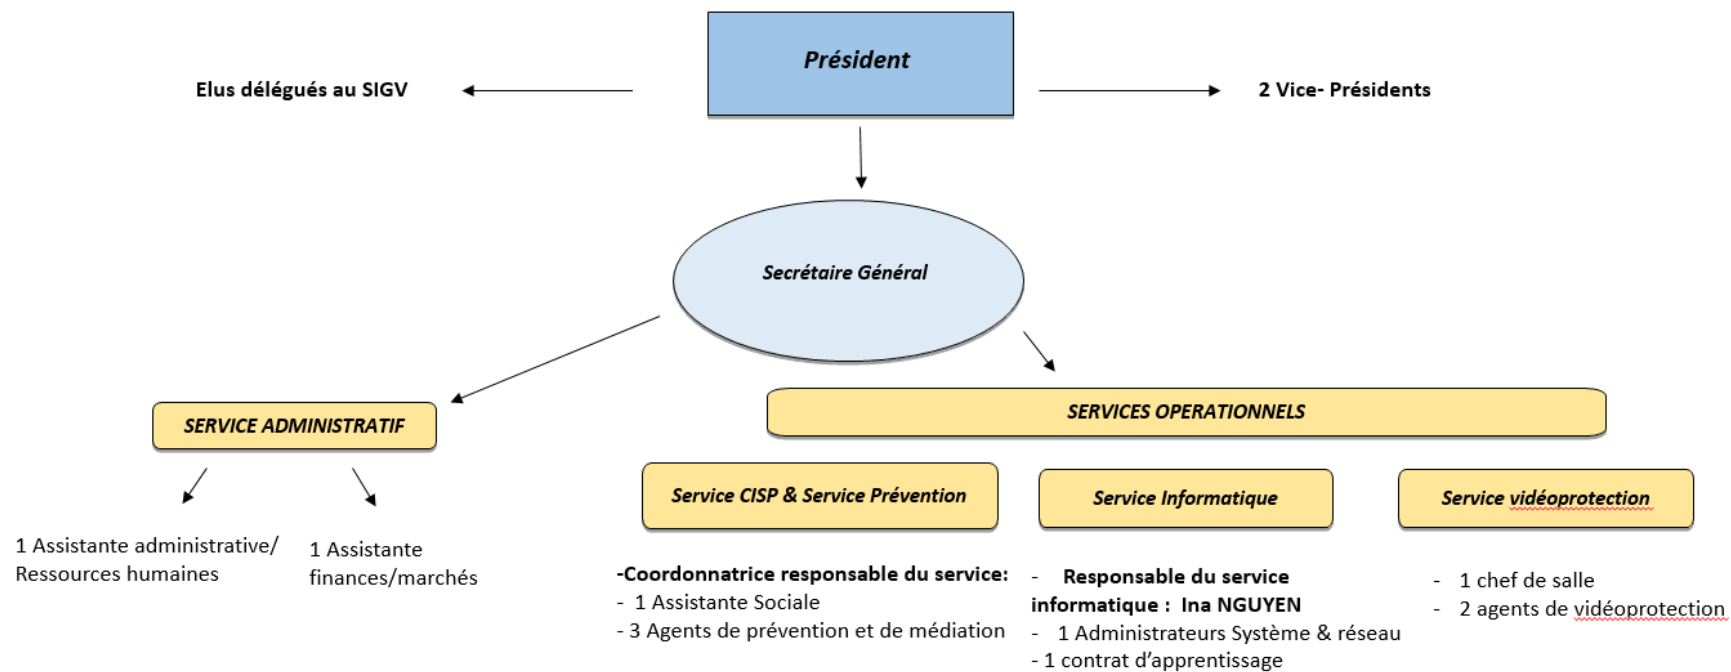 Président
Elus délégués au SIGV
2 Vice- Présidents
Secrétaire Général
SERVICE ADMINISTRATIF
SERVICES OPERATIONNELS
Service CISP & Service Prévention
Service Informatique
Service vidéoprotection
1 Assistante administrative/
Ressources humaines
1 Assistante
finances/marchés
-Coordonnatrice responsable du service:
- 1 Assistante Sociale
- 3 Agents de prévention et de médiation
- Responsable du service
informatique : Ina NGUYEN
- 1 Administrateurs Système & réseau
- 1 contrat d’apprentissage
- 1 chef de salle
- 2 agents de vidéoprotection